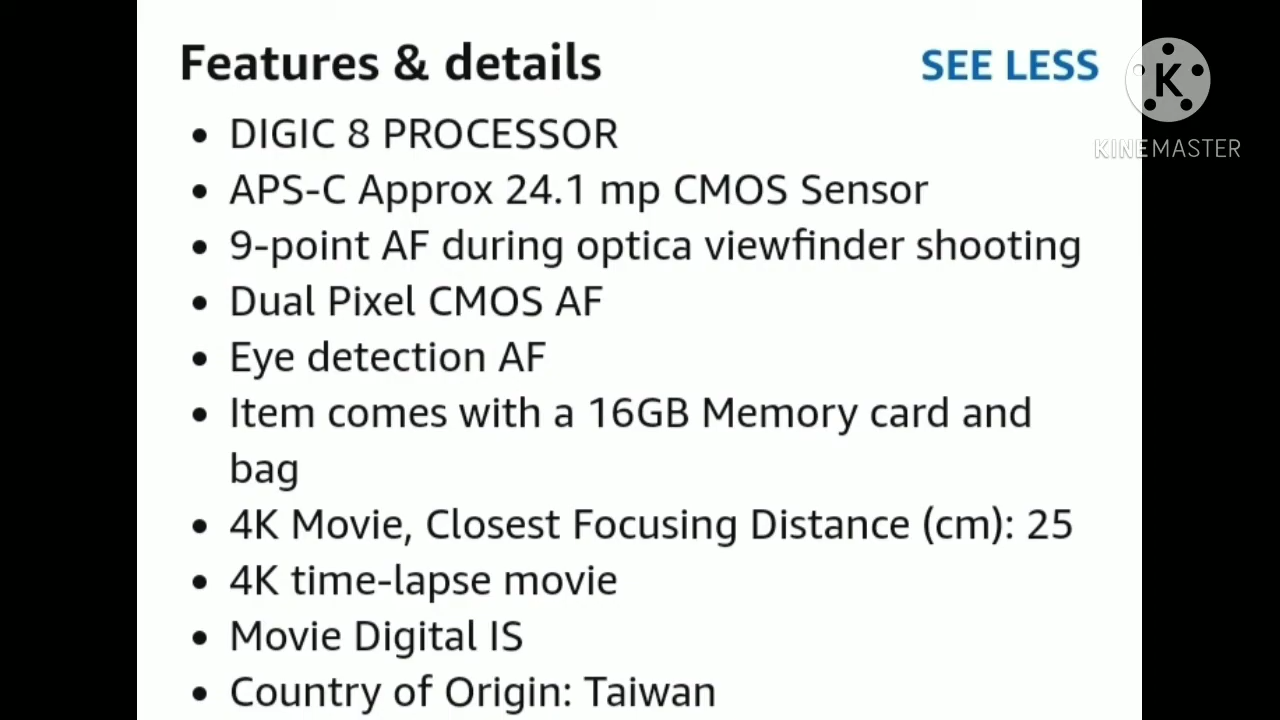 Features & details
SEE LESS
K
KINEMASTER
• DIGIC 8 PROCESSOR
• APS-C Approx 24.1 mp CMOS Sensor
• 9-point AF during optica viewfinder shooting
• Dual Pixel CMOS AF
• Eye detection AF
• Item comes with a 16GB Memory card and
bag
• 4K Movie, Closest Focusing Distance (cm): 25
• 4K time-lapse movie
• Movie Digital IS
• Country of Origin: Taiwan